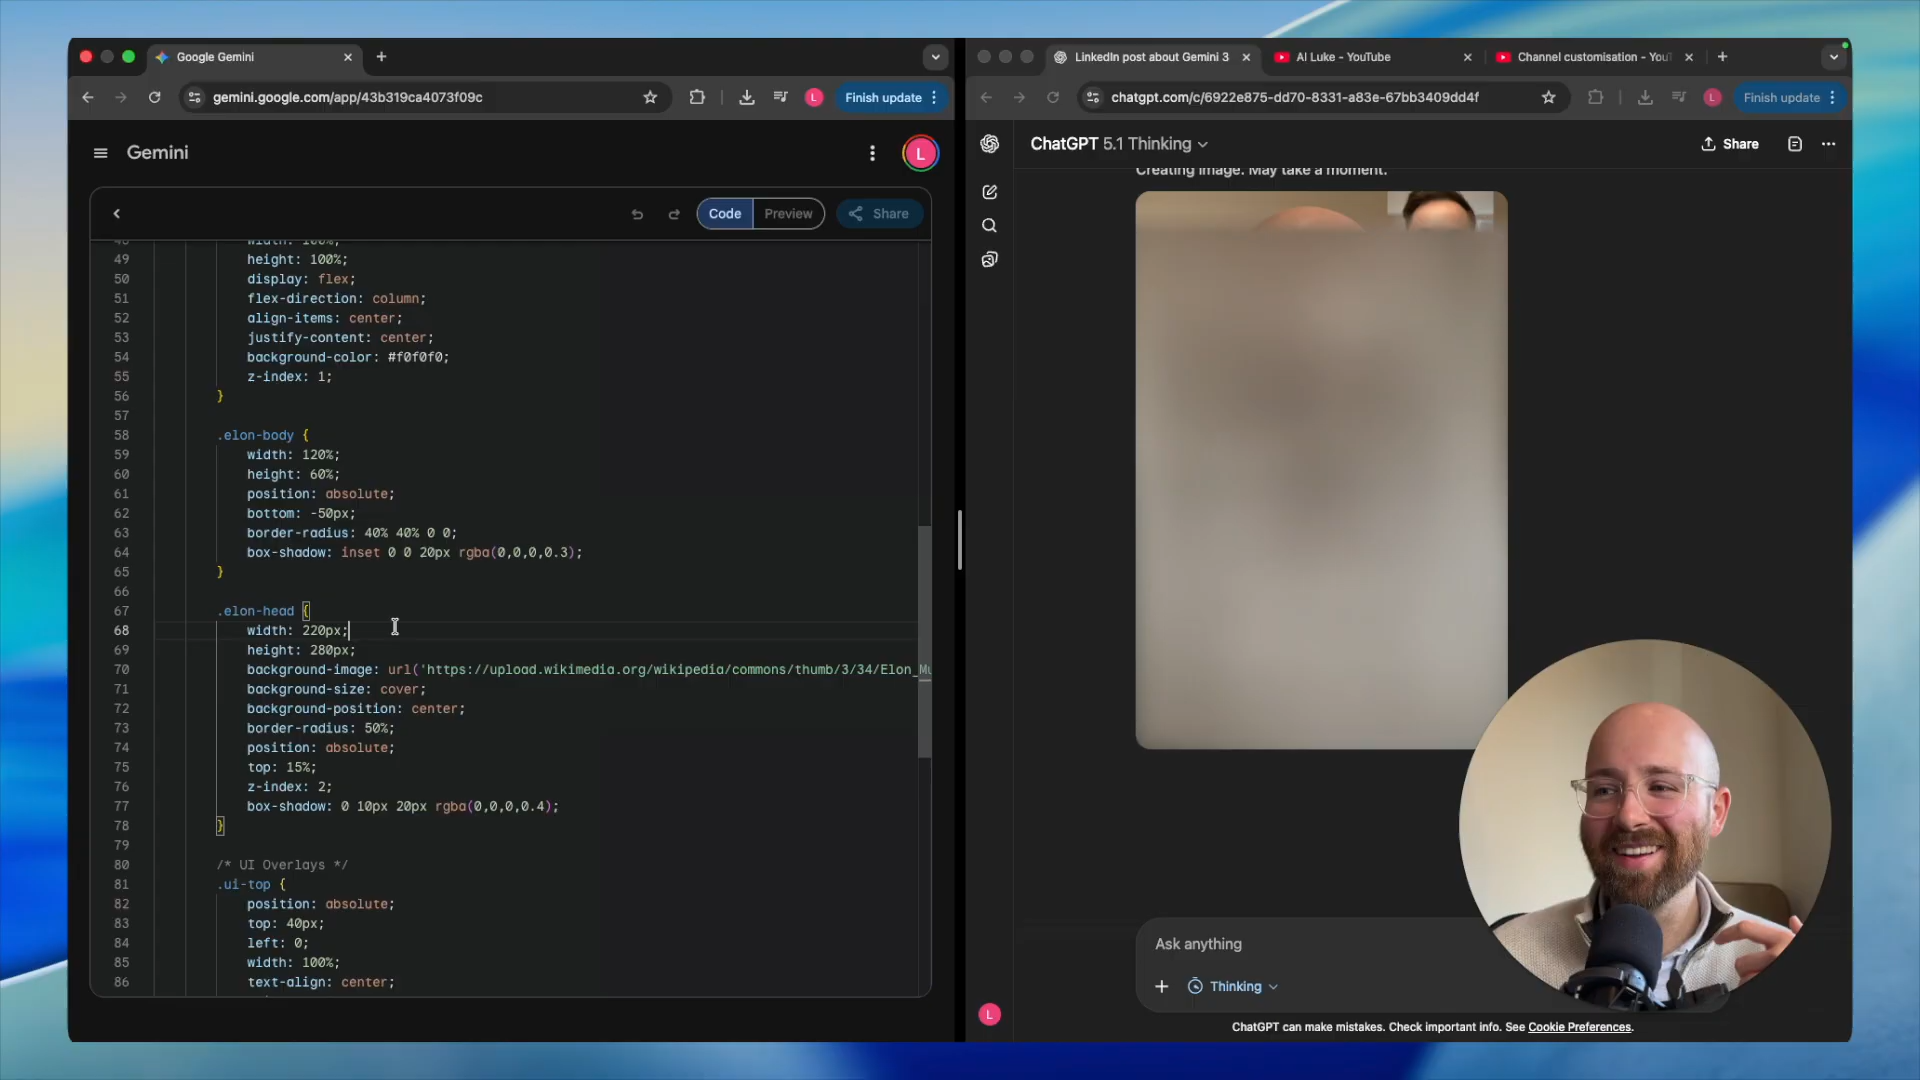 Google Gemini
gemini.google.com/app/43b319ca4073f09c
Finish update
L
Gemini
L
Code
Preview
Share
48 width: 100%;
49 height: 100%;
50 display: flex;
51 flex-direction: column;
52 align-items: center;
53 justify-content: center;
54 background-color: #f0f0f0;
55 z-index: 1;
56 }
57
58 .elon-body {
59 width: 120%;
60 height: 60%;
61 position: absolute;
62 bottom: -50px;
63 border-radius: 40% 40% 0 0;
64 box-shadow: inset 0 0 20px rgba(0,0,0,0.3);
65 }
66
67 .elon-head {
68 width: 220px;
69 height: 280px;
70 background-image: url('https://upload.wikimedia.org/wikipedia/commons/thumb/3/34/Elon_Mu
71 background-size: cover;
72 background-position: center;
73 border-radius: 50%;
74 position: absolute;
75 top: 15%;
76 z-index: 2;
77 box-shadow: 0 10px 20px rgba(0,0,0,0.4);
78 }
79
80 /* UI Overlays */
81 .ui-top {
82 position: absolute;
83 top: 40px;
84 left: 0;
85 width: 100%;
86 text-align: center;
LinkedIn post about Gemini 3
AI Luke - YouTube
Channel customisation - YouT
chatgpt.com/c/6922e875-dd70-8331-a83e-67bb3409dd4f
L
Finish update
ChatGPT 5.1 Thinking
Share
Creating image. May take a moment.
Ask anything
Thinking
L
ChatGPT can make mistakes. Check important info. See Cookie Preferences.